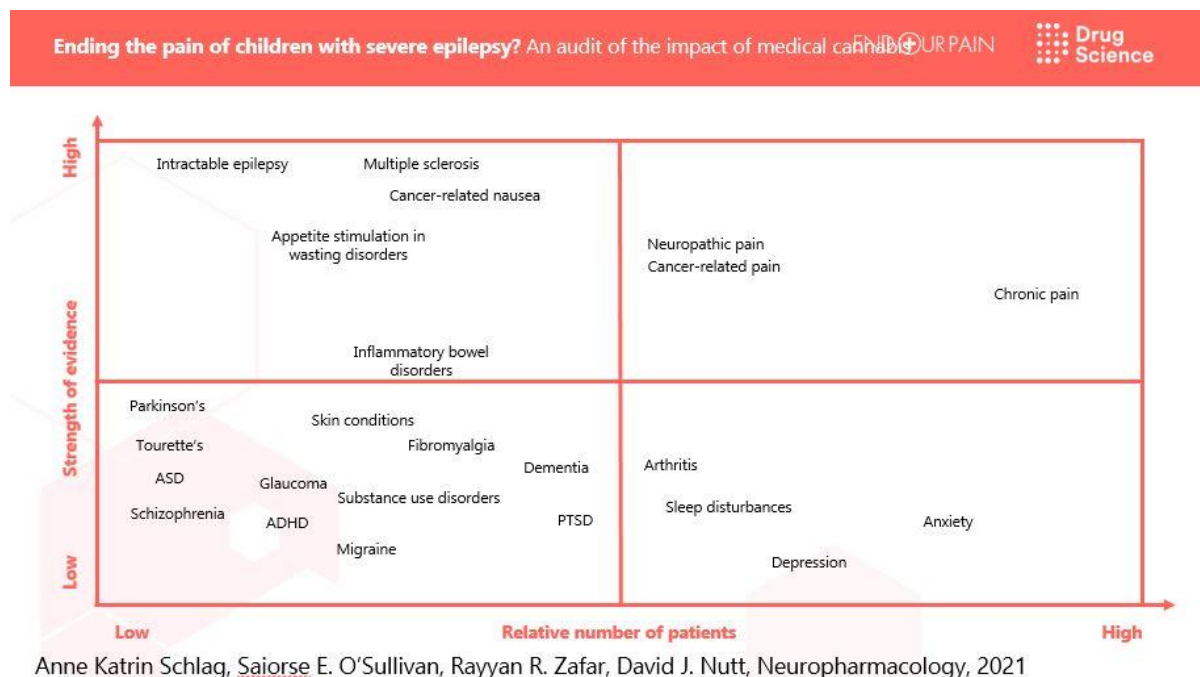 Ending the pain of children with severe epilepsy? An audit of the impact of medical cannabis
END OUR PAIN
Drug
Science
High
Intractable epilepsy
Multiple sclerosis
Cancer-related nausea
Appetite stimulation in
wasting disorders
Neuropathic pain
Cancer-related pain
Chronic pain
Inflammatory bowel
disorders
Strength of evidence
Parkinson's
Skin conditions
Tourette's
Fibromyalgia
Dementia
Arthritis
ASD
Glaucoma
Substance use disorders
Sleep disturbances
Schizophrenia
ADHD
PTSD
Anxiety
Migraine
Depression
Low
Low
Relative number of patients
High
Anne Katrin Schlag, Saiorse E. O'Sullivan, Rayyan R. Zafar, David J. Nutt, Neuropharmacology, 2021